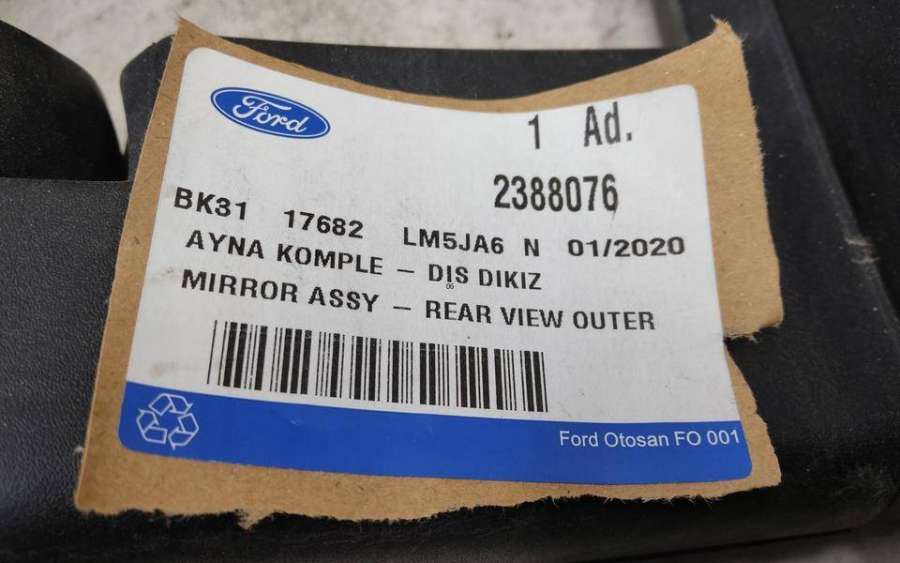 Ford
1 Ad.
2388076
BK31 17682 LM5JA6 N 01/2020
AYNA KOMPLE – DIS DIKIZ
06
MIRROR ASSY – REAR VIEW OUTER
Ford Otosan FO 001